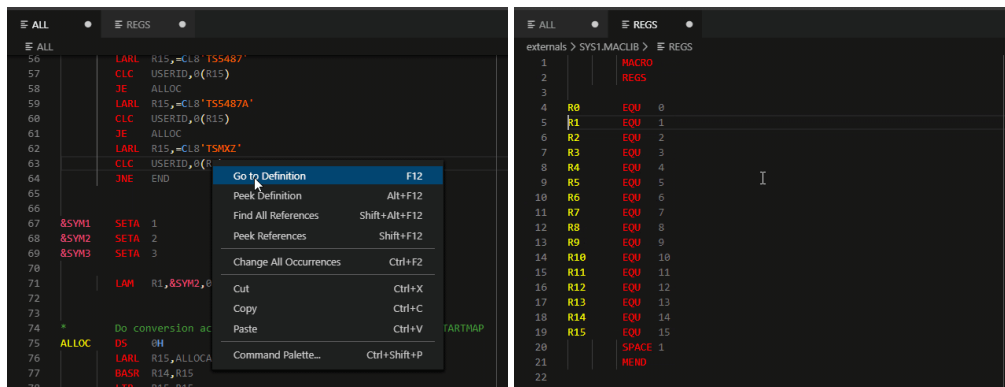 ALL ● REGS ●
ALL
56 LARL R15,=CL8'TS5487'
57 CLC USERID,0(R15)
58 JE ALLOC
59 LARL R15,=CL8'TS5487A'
60 CLC USERID,0(R15)
61 JE ALLOC
62 LARL R15,=CL8'TSMXZ'
63 CLC USERID,0(R
64 JNE END
65
66
67 &SYM1 SETA 1
68 &SYM2 SETA 2
69 &SYM3 SETA 3
70
71 LAM R1,&SYM2,0
72
73
74 * Do conversion ac TARTMAP
75 ALLOC DS 0H
76 LARL R15,ALLOCA
77 BASR R14,R15
Go to Definition F12
Peek Definition Alt+F12
Find All References Shift+Alt+F12
Peek References Shift+F12
Change All Occurrences Ctrl+F2
Cut Ctrl+X
Copy Ctrl+C
Paste Ctrl+V
Command Palette... Ctrl+Shift+P
ALL ● REGS ●
externals > SYS1.MACLIB > REGS
1 MACRO
2 REGS
3
4 R0 EQU 0
5 R1 EQU 1
6 R2 EQU 2
7 R3 EQU 3
8 R4 EQU 4
9 R5 EQU 5
10 R6 EQU 6
11 R7 EQU 7
12 R8 EQU 8
13 R9 EQU 9
14 R10 EQU 10
15 R11 EQU 11
16 R12 EQU 12
17 R13 EQU 13
18 R14 EQU 14
19 R15 EQU 15
20 SPACE 1
21 MEND
22